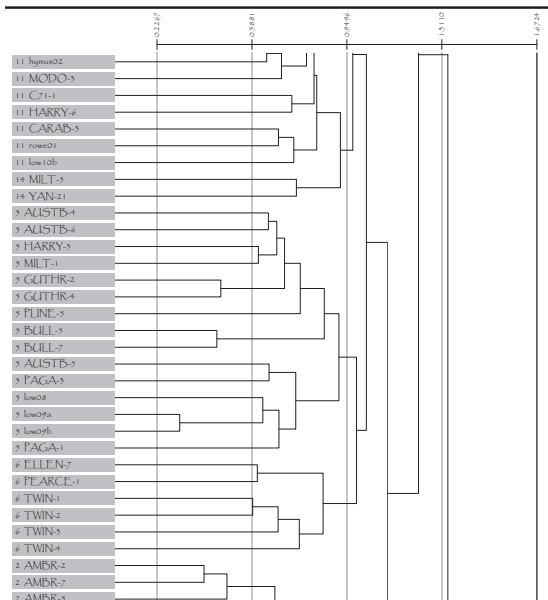 0.2267 0.5881 0.9496 1.3110 1.6724
11 hymus02
11 MODO-3
11 C71-1
11 HARRY-6
11 CARAB-3
11 rowe01
11 low10b
14 MILT-5
14 YAN-21
5 AUSTB-4
5 AUSTB-6
5 HARRY-3
5 MILT-1
5 GUTHR-2
5 GUTHR-4
5 PLINE-5
5 BULL-5
5 BULL-7
5 AUSTB-5
5 PAGA-3
5 low08
5 low09a
5 low09b
5 PAGA-1
6 ELLEN-7
6 PEARCE-1
6 TWIN-1
6 TWIN-2
6 TWIN-3
6 TWIN-4
2 AMBR-2
2 AMBR-7